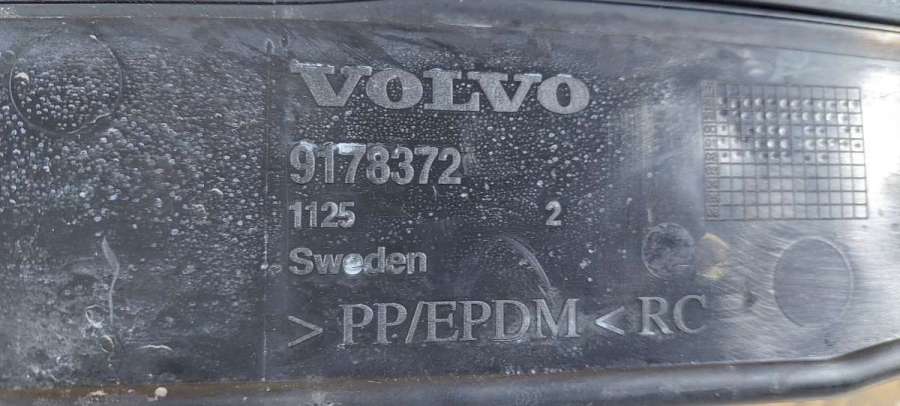 VOLVO
9178372
1125 2
Sweden
> PP/EPDM < RC